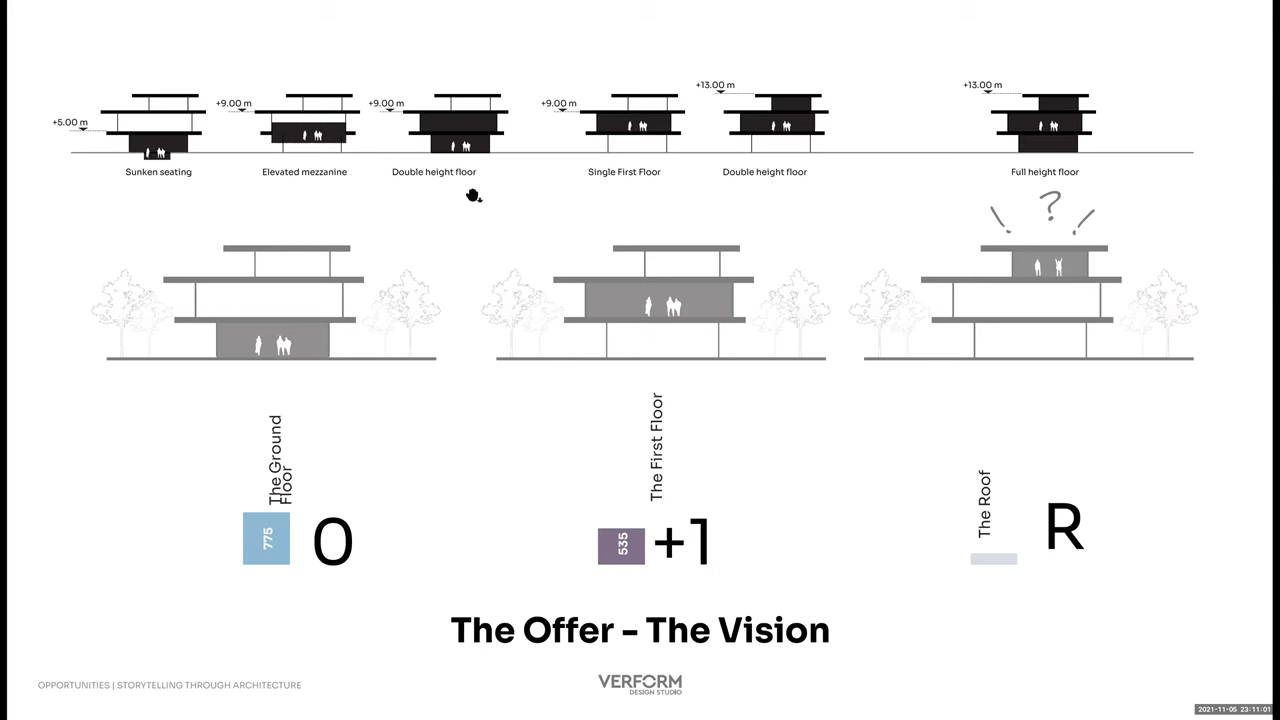 +13.00 m
+13.00 m
+9.00 m
+9.00 m
+9.00 m
+5.00 m
Sunken seating
Elevated mezzanine
Double height floor
Single First Floor
Double height floor
Full height floor
?
The Ground
Floor
775
0
The First Floor
535
+1
The Roof
R
The Offer - The Vision
OPPORTUNITIES | STORYTELLING THROUGH ARCHITECTURE
VERFORM
DESIGN STUDIO
2021-11-05 23:11:01